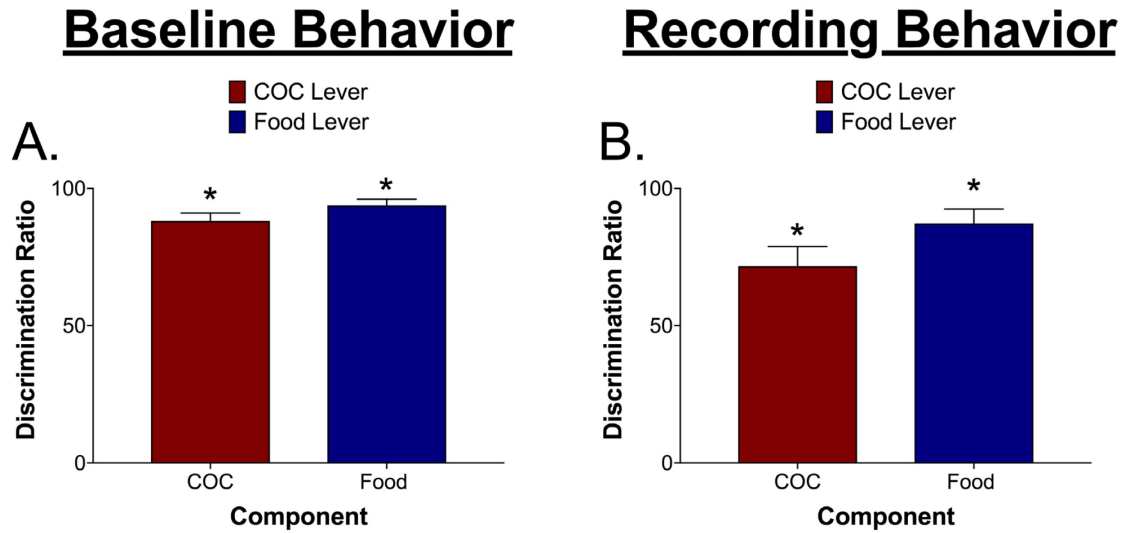 Baseline Behavior
COC Lever
Food Lever
A.
*
*
100
50
0
Discrimination Ratio
COC
Food
Component
Recording Behavior
COC Lever
Food Lever
B.
*
*
100
50
0
Discrimination Ratio
COC
Food
Component